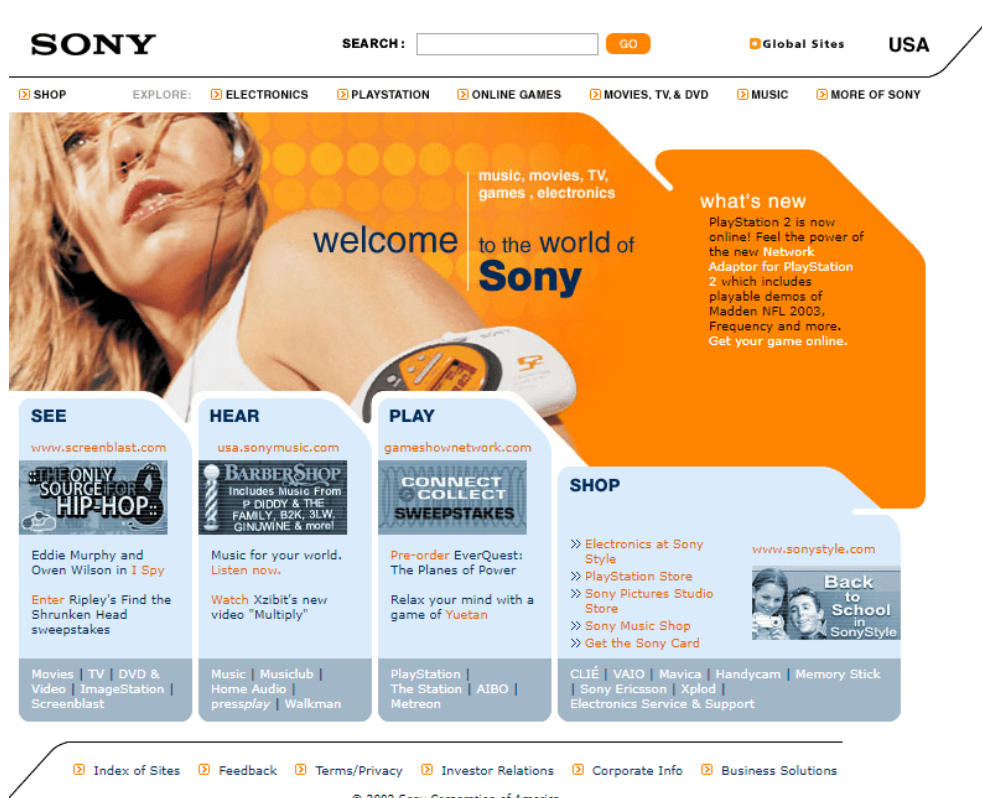 SONY
SEARCH:
GO
Global Sites
USA
SHOP
EXPLORE:
ELECTRONICS
PLAYSTATION
ONLINE GAMES
MOVIES, TV, & DVD
MUSIC
MORE OF SONY
music, movies, TV,
games , electronics
welcome
to the world of
Sony
what's new
PlayStation 2 is now
online! Feel the power of
the new Network
Adaptor for PlayStation
2 which includes
playable demos of
Madden NFL 2003,
Frequency and more.
Get your game online.
SONY
SEE
www.screenblast.com
THE ONLY
SOURCE FOR
HIP-HOP
Eddie Murphy and
Owen Wilson in I Spy
Enter Ripley's Find the
Shrunken Head
sweepstakes
Movies | TV | DVD &
Video | ImageStation |
Screenblast
HEAR
usa.sonymusic.com
BARBERSHOP
Includes Music From
P DIDDY & THE
FAMILY, B2K, 3LW,
GINUWINE & more!
Music for your world.
Listen now.
Watch Xzibit's new
video "Multiply"
Music | Musiclub |
Home Audio |
pressplay | Walkman
PLAY
gameshownetwork.com
CONNECT
& COLLECT
SWEEPSTAKES
Pre-order EverQuest:
The Planes of Power
Relax your mind with a
game of Yuetan
PlayStation |
The Station | AIBO |
Metreon
SHOP
Electronics at Sony
Style
PlayStation Store
Sony Pictures Studio
Store
Sony Music Shop
Get the Sony Card
www.sonystyle.com
Back
to
School
in
SonyStyle
CLIÉ | VAIO | Mavica | Handycam | Memory Stick
| Sony Ericsson | Xplod |
Electronics Service & Support
Index of Sites
Feedback
Terms/Privacy
Investor Relations
Corporate Info
Business Solutions
© 2002 Sony Corporation of America